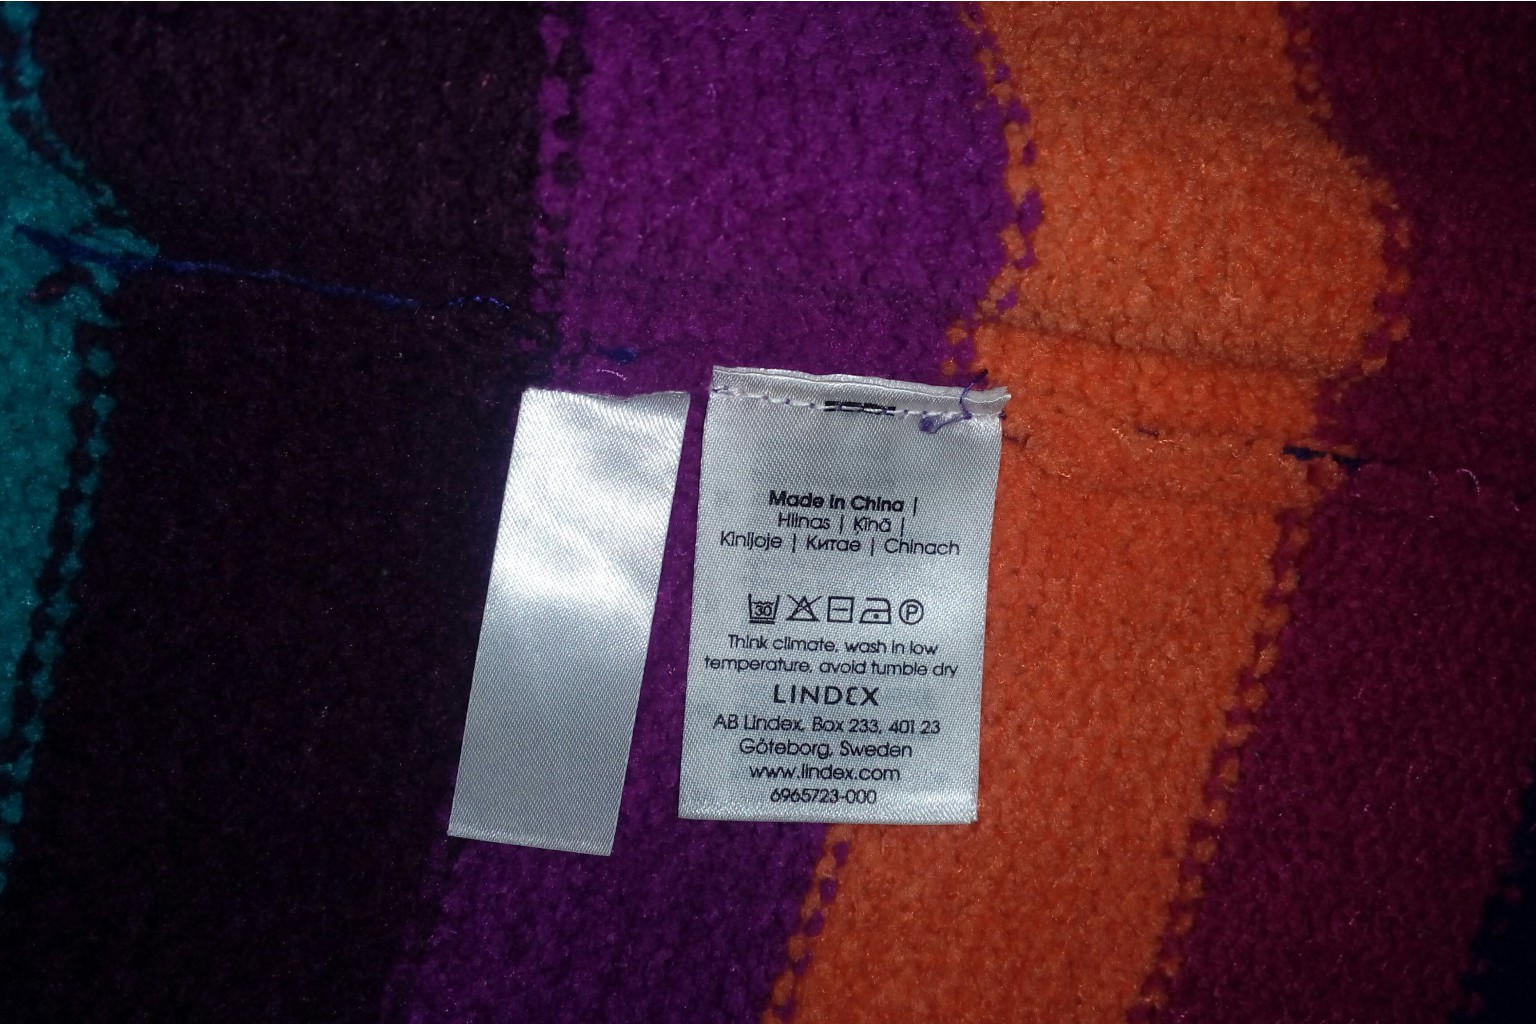 Made in China |
Hiinas | Ķīnā |
Kinijoje | Китае | Chinach
30 P
Think climate, wash in low
temperature, avoid tumble dry
LINDEX
AB Lindex, Box 233, 401 23
Göteborg, Sweden
www.lindex.com
6965723-000